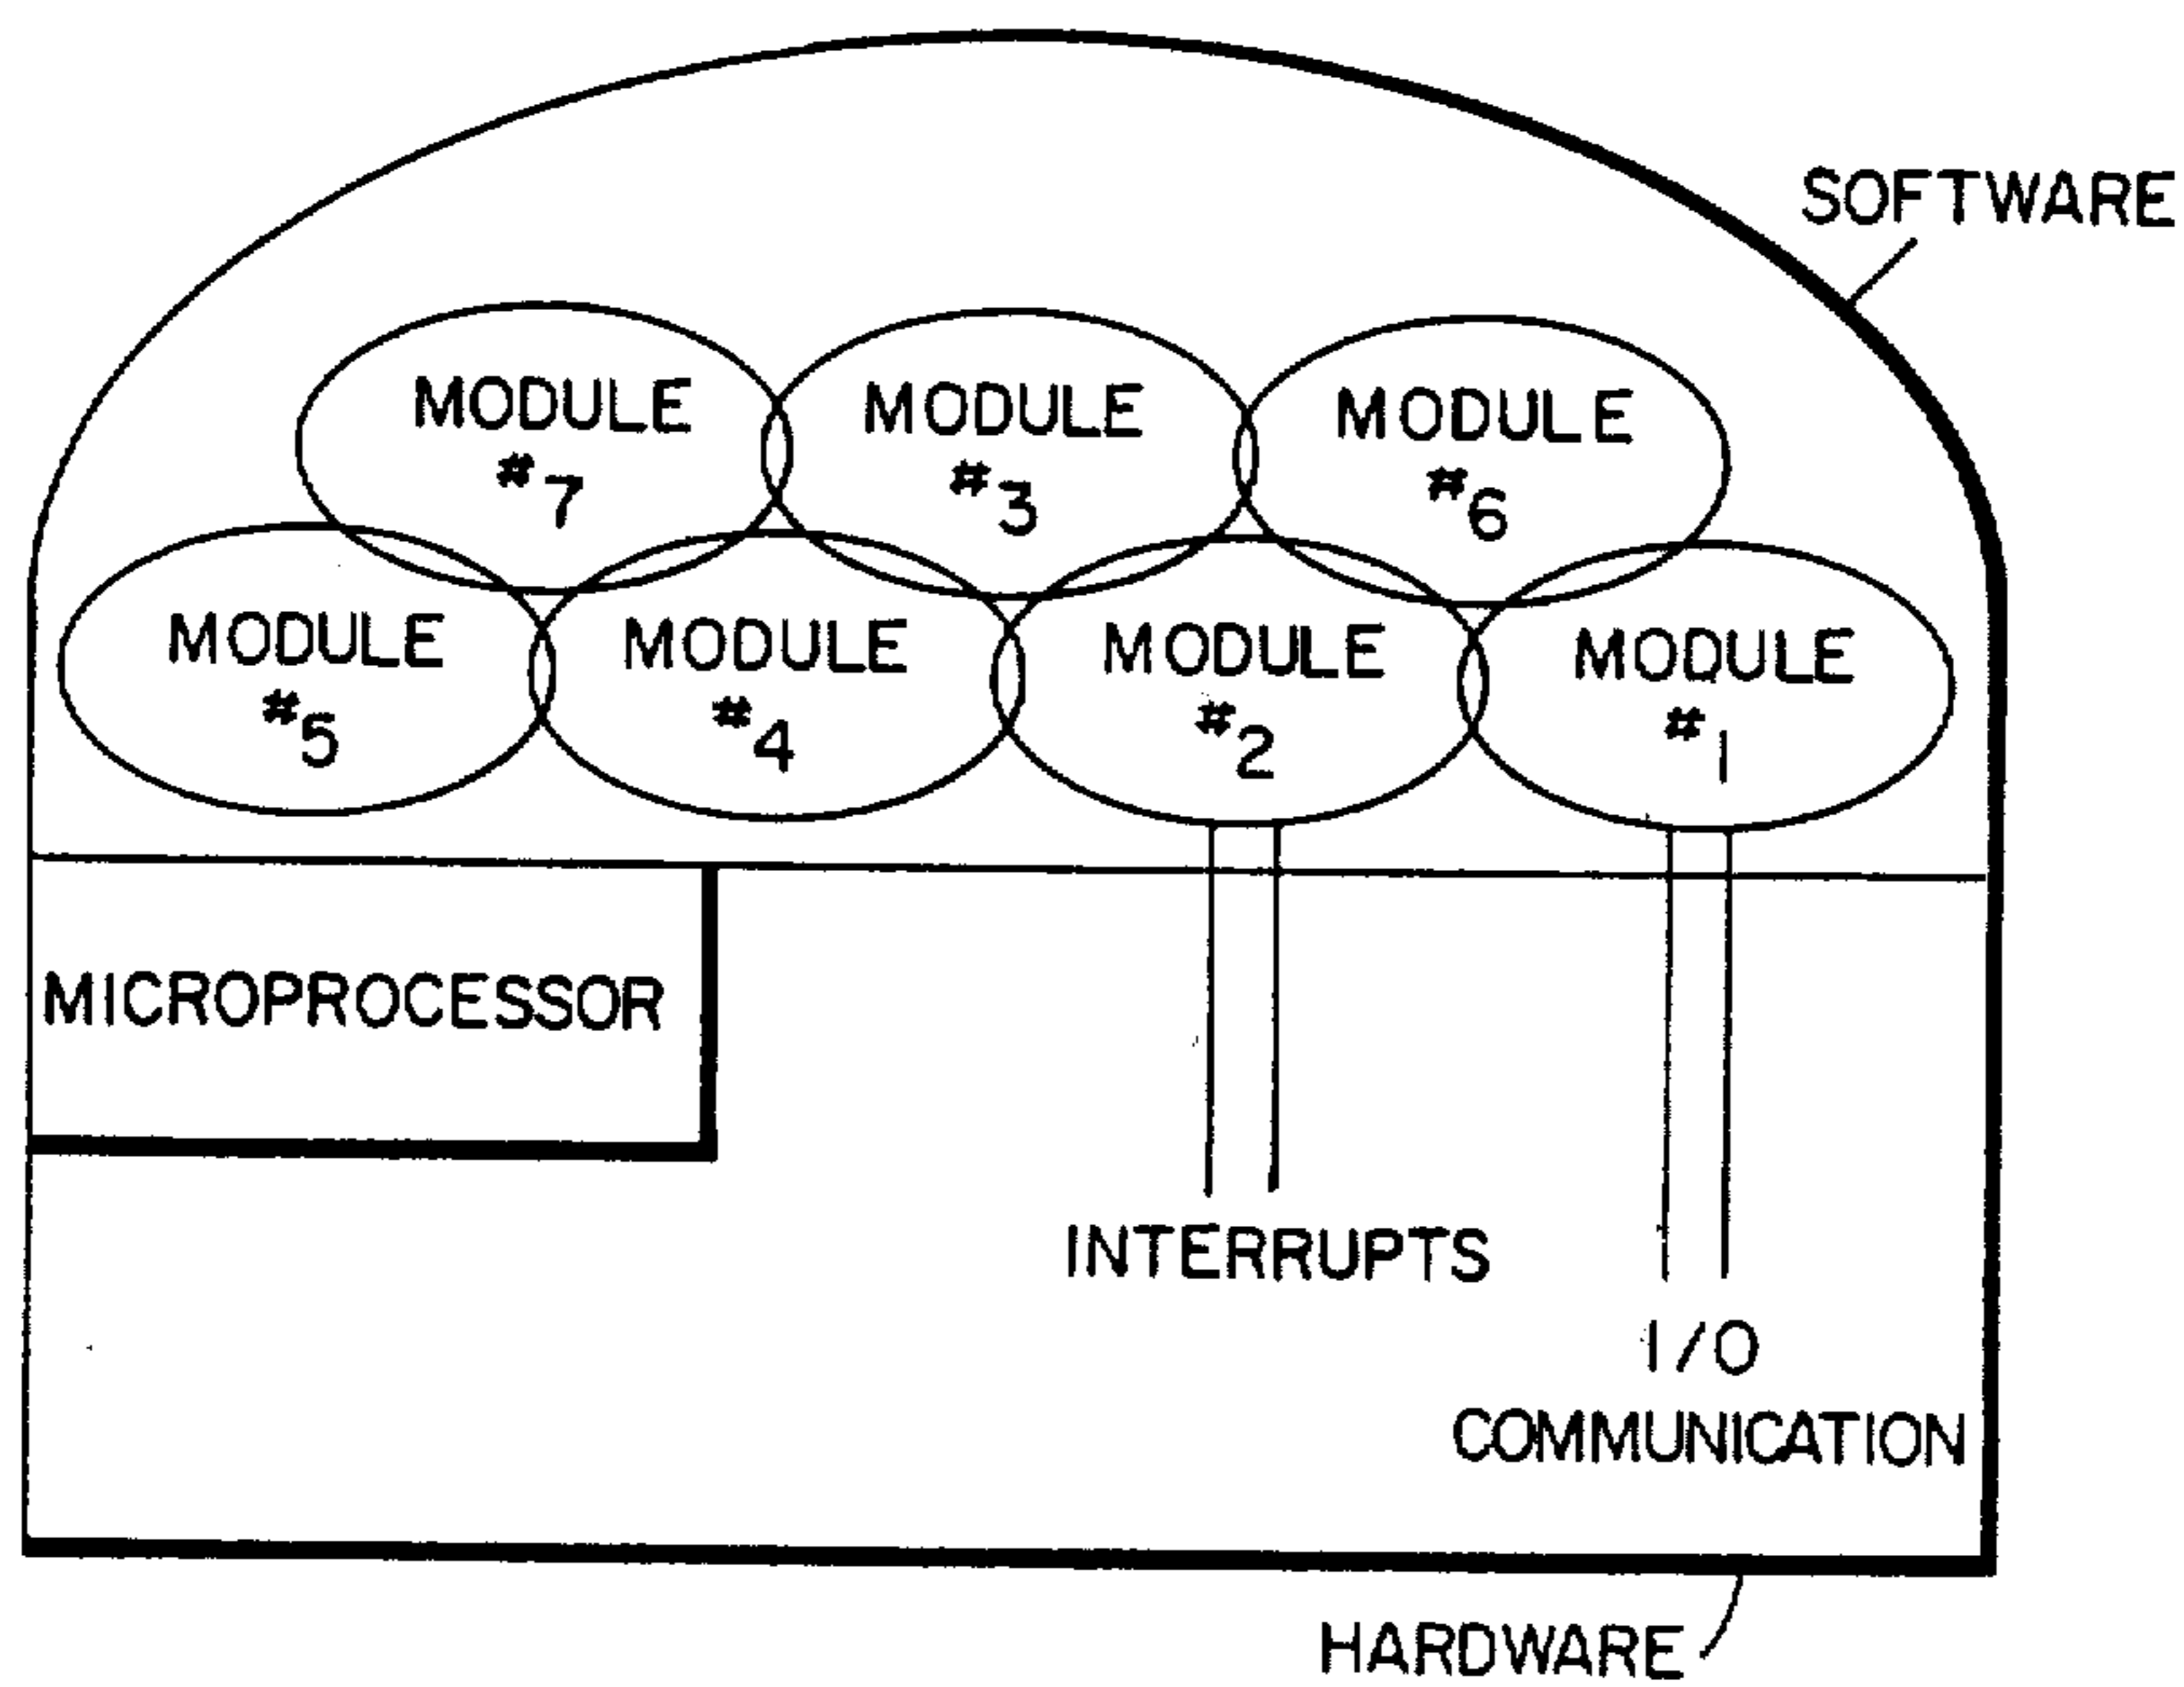 SOFTWARE
MODULE
#7
MODULE
#3
MODULE
#6
MODULE
#5
MODULE
#4
MODULE
#2
MODULE
#1
MICROPROCESSOR
INTERRUPTS
I/O
COMMUNICATION
HARDWARE